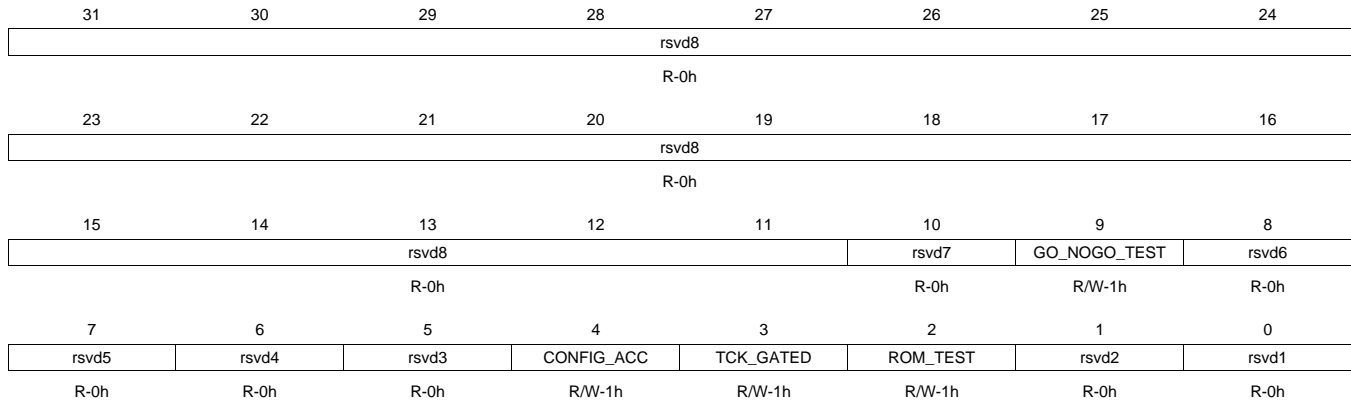 31 30 29 28 27 26 25 24
rsvd8
R-0h
23 22 21 20 19 18 17 16
rsvd8
R-0h
15 14 13 12 11 10 9 8
rsvd8 rsvd7 GO_NOGO_TEST rsvd6
R-0h R-0h R/W-1h R-0h
7 6 5 4 3 2 1 0
rsvd5 rsvd4 rsvd3 CONFIG_ACC TCK_GATED ROM_TEST rsvd2 rsvd1
R-0h R-0h R-0h R/W-1h R/W-1h R/W-1h R-0h R-0h